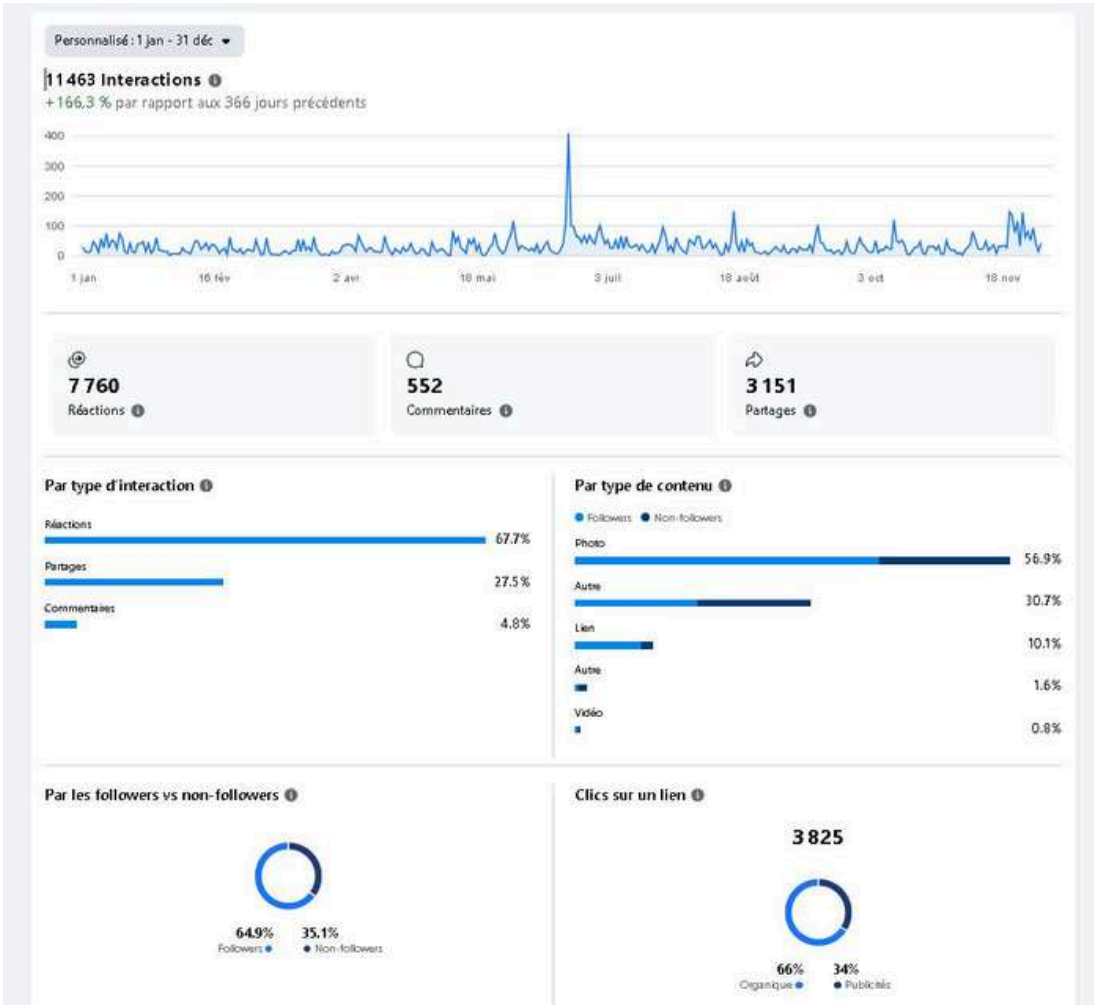 Personnalisé : 1 jan - 31 déc
11 463 Interactions
+166,3 % par rapport aux 366 jours précédents
400
300
200
100
0
1 jan 16 fév 2 avr 18 mai 3 juil 18 août 3 oct 18 nov
7 760
Réactions
552
Commentaires
3 151
Partages
Par type d'interaction
Réactions
67.7%
Partages
27.5%
Commentaires
4.8%
Par type de contenu
Followers Non-followers
Photo
56.9%
Autre
30.7%
Lien
10.1%
Autre
1.6%
Vidéo
0.8%
Par les followers vs non-followers
64.9% 35.1%
Followers Non-followers
Clics sur un lien
3 825
66% 34%
Organique Publicités